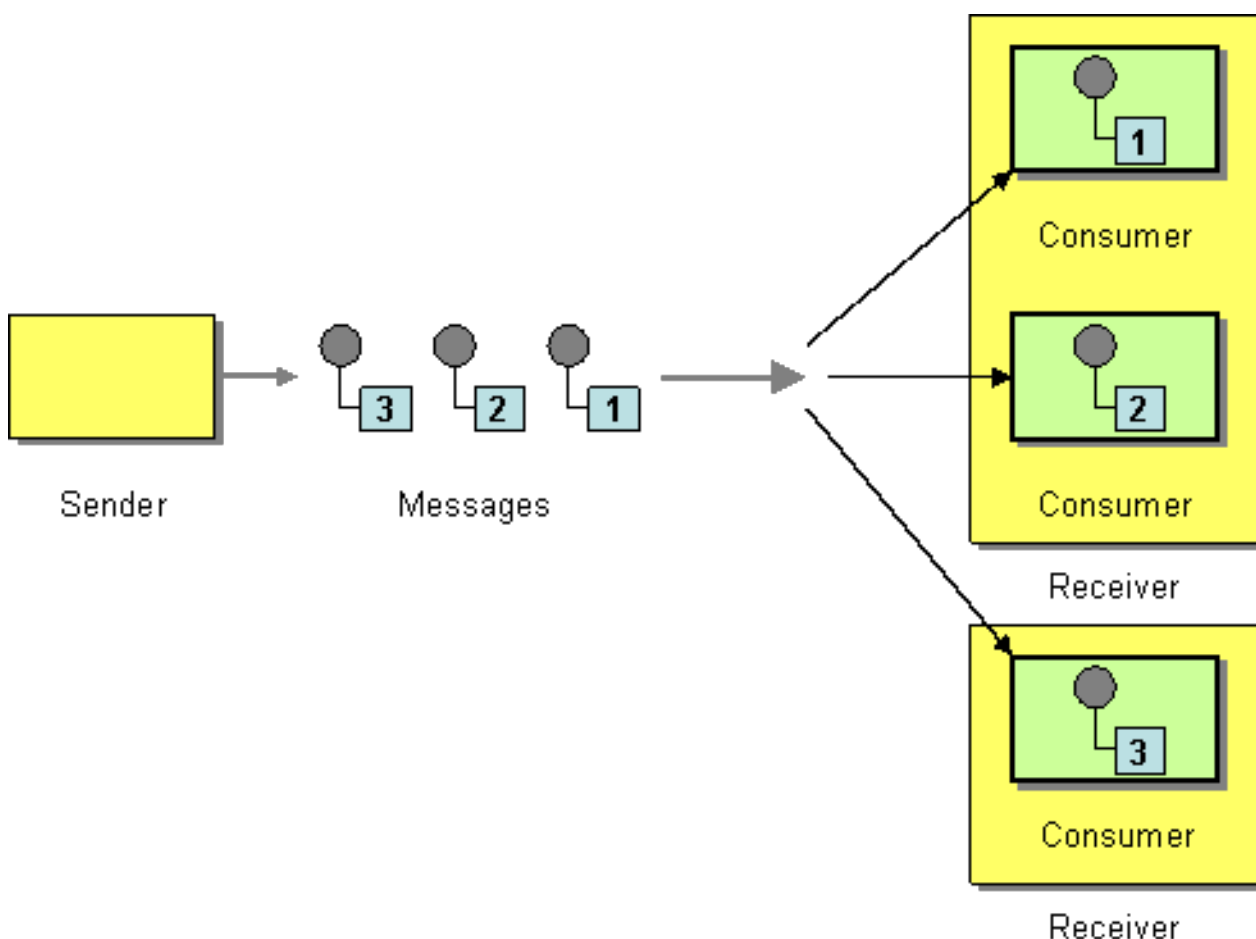 1
Consumer
3 2 1
2
Sender
Messages
Consumer
Receiver
3
Consumer
Receiver